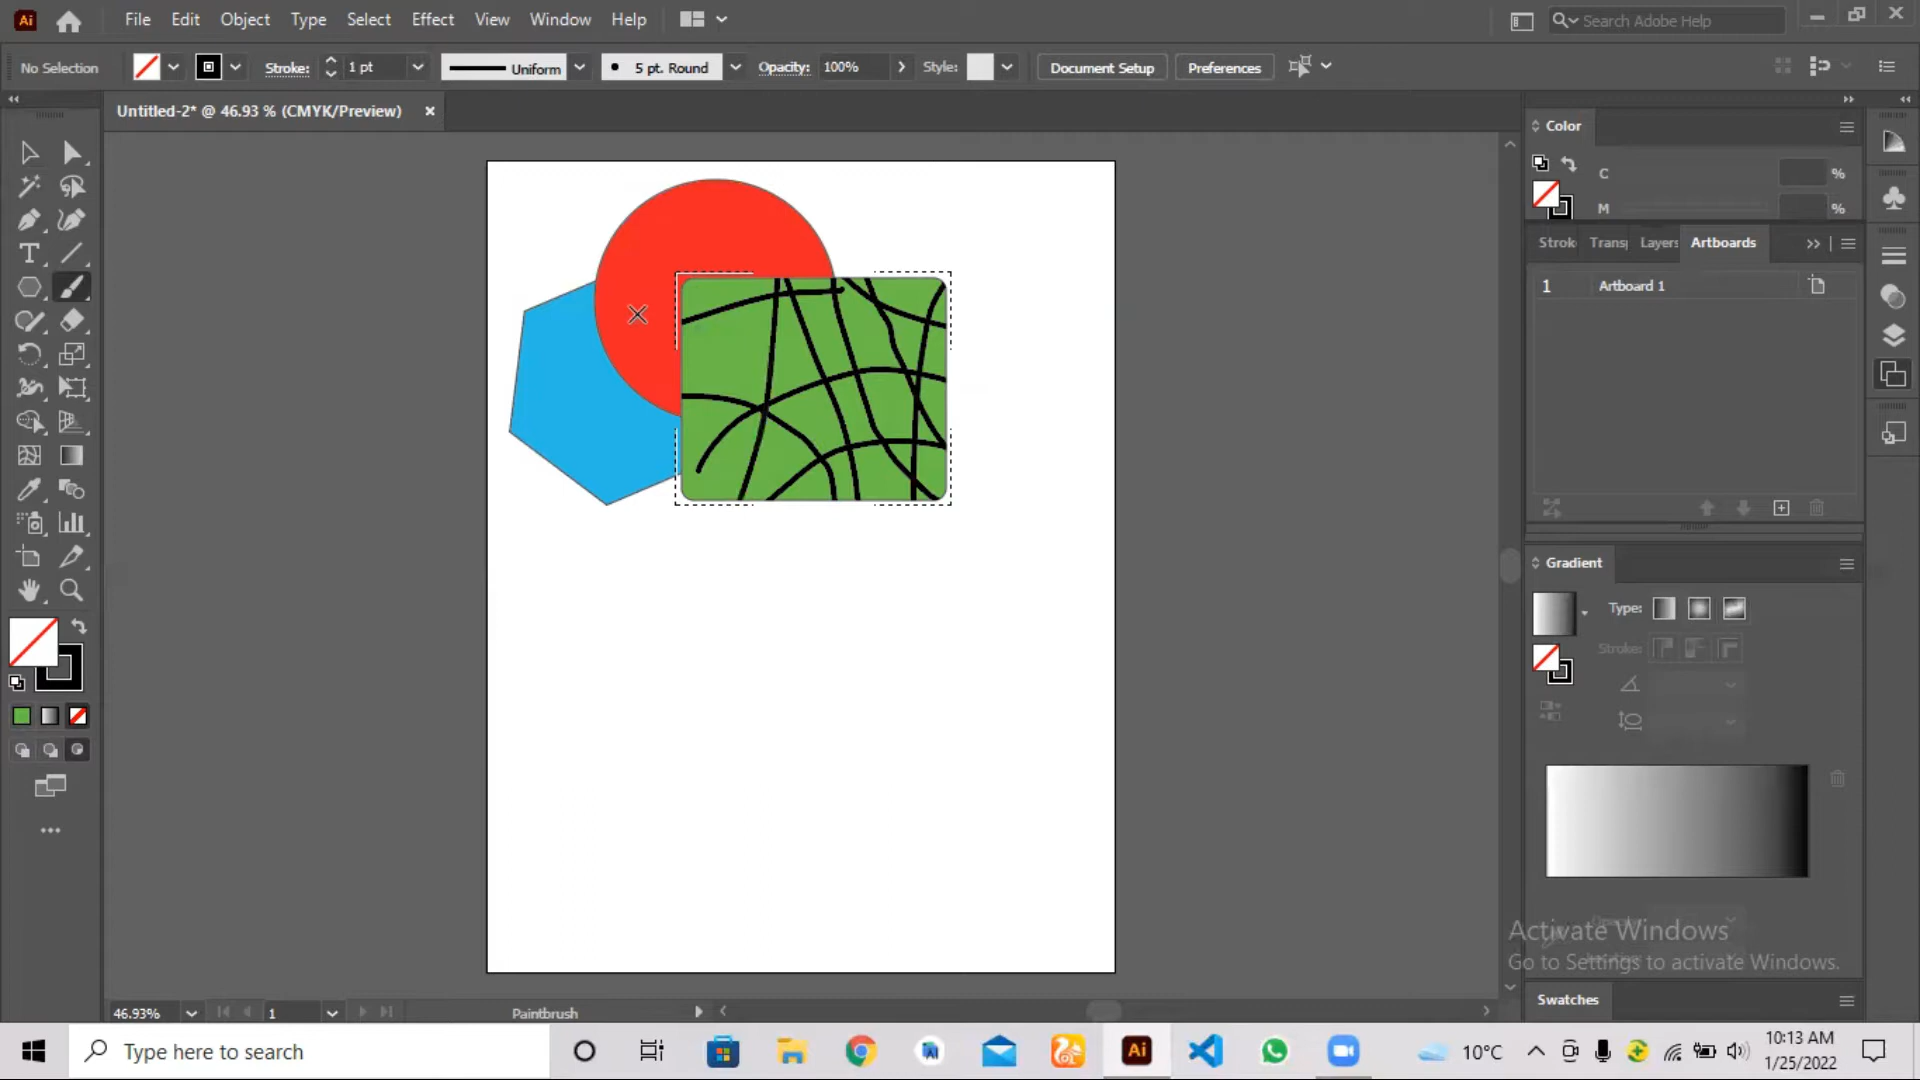 Ai File Edit Object Type Select Effect View Window Help Search Adobe Help
No Selection Stroke: 1 pt Uniform 5 pt. Round Opacity: 100% Style: Document Setup Preferences
Untitled-2* @ 46.93 % (CMYK/Preview)
Color
C %
M %
Strok Transp Layers Artboards
1 Artboard 1
Gradient
Type:
Stroke:
Activate Windows
Go to Settings to activate Windows.
Swatches
46.93% 1 Paintbrush
Type here to search Ai 10°C 10:13 AM
1/25/2022